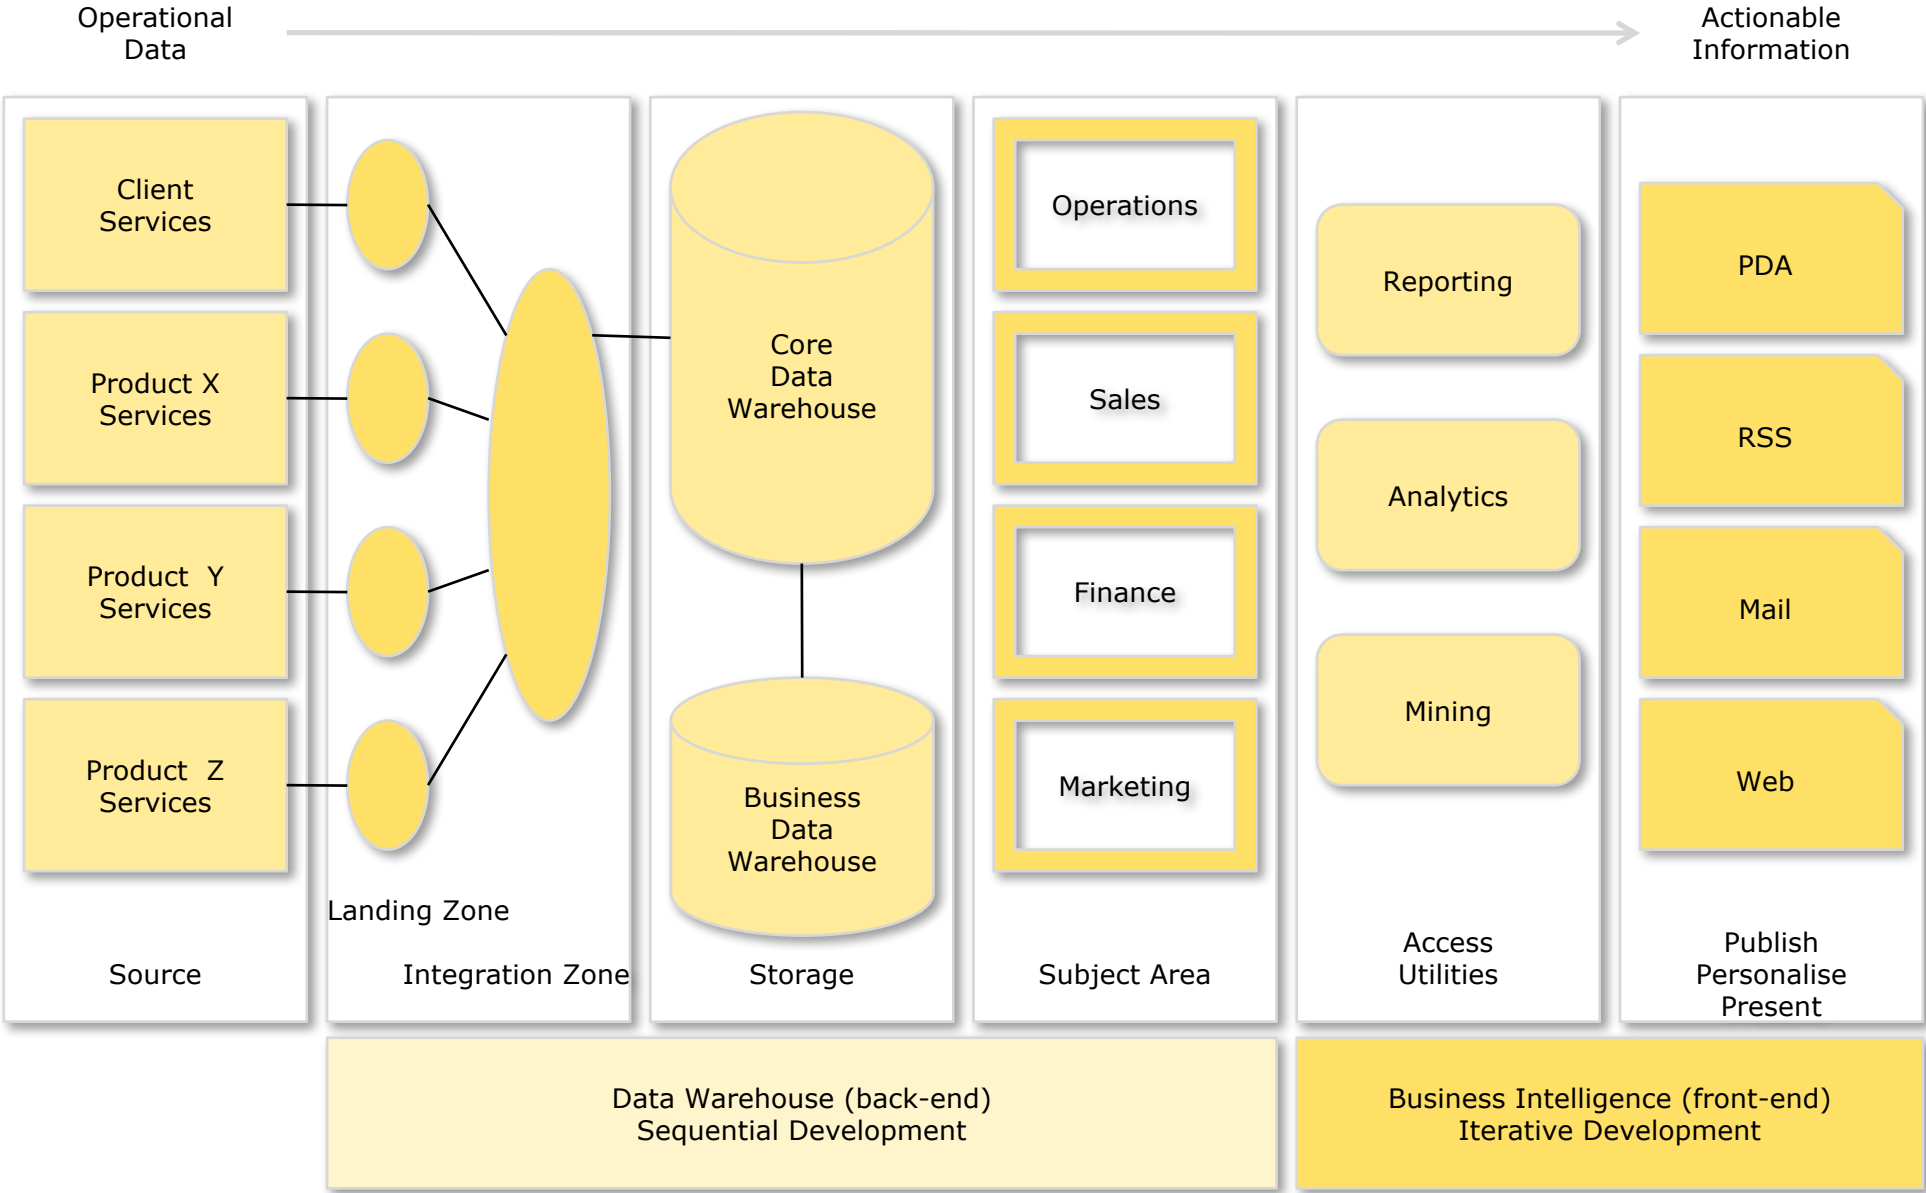 Operational
Data
Actionable
Information
Client
Services
Product X
Services
Product  Y
Services
Product  Z
Services
Source
Landing Zone
Integration Zone
Core
Data
Warehouse
Business
Data
Warehouse
Storage
Operations
Sales
Finance
Marketing
Subject Area
Reporting
Analytics
Mining
Access
Utilities
PDA
RSS
Mail
Web
Publish
Personalise
Present
Data Warehouse (back-end)
Sequential Development
Business Intelligence (front-end)
Iterative Development